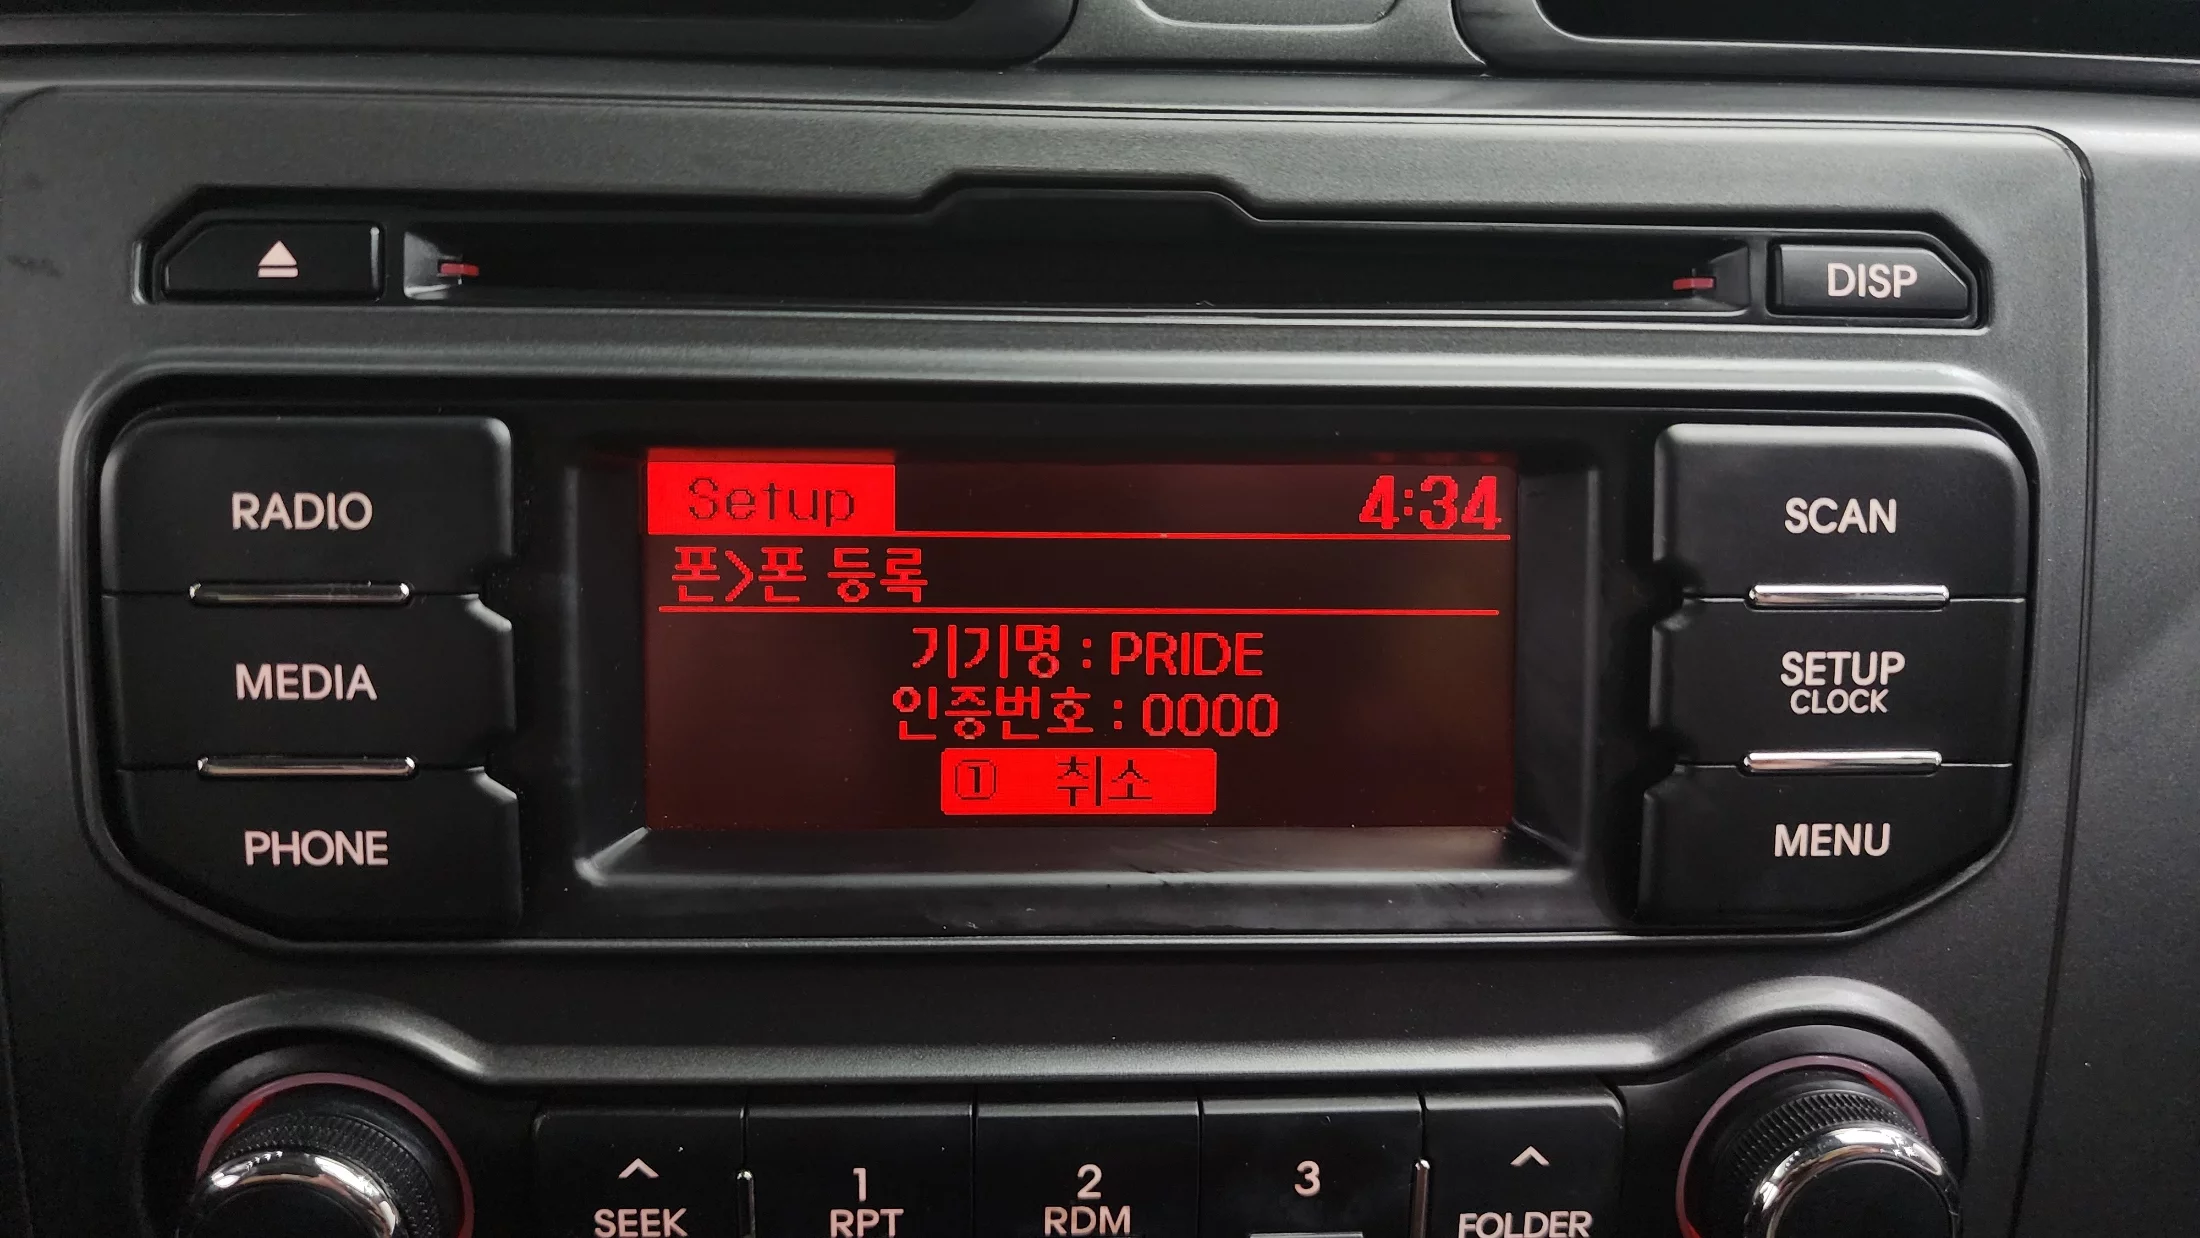 DISP
RADIO
MEDIA
PHONE
Setup 4:34
폰>폰 등록
기기명 : PRIDE
인증번호 : 0000
① 취소
SCAN
SETUP
CLOCK
MENU
SEEK
1
RPT
2
RDM
3
FOLDER